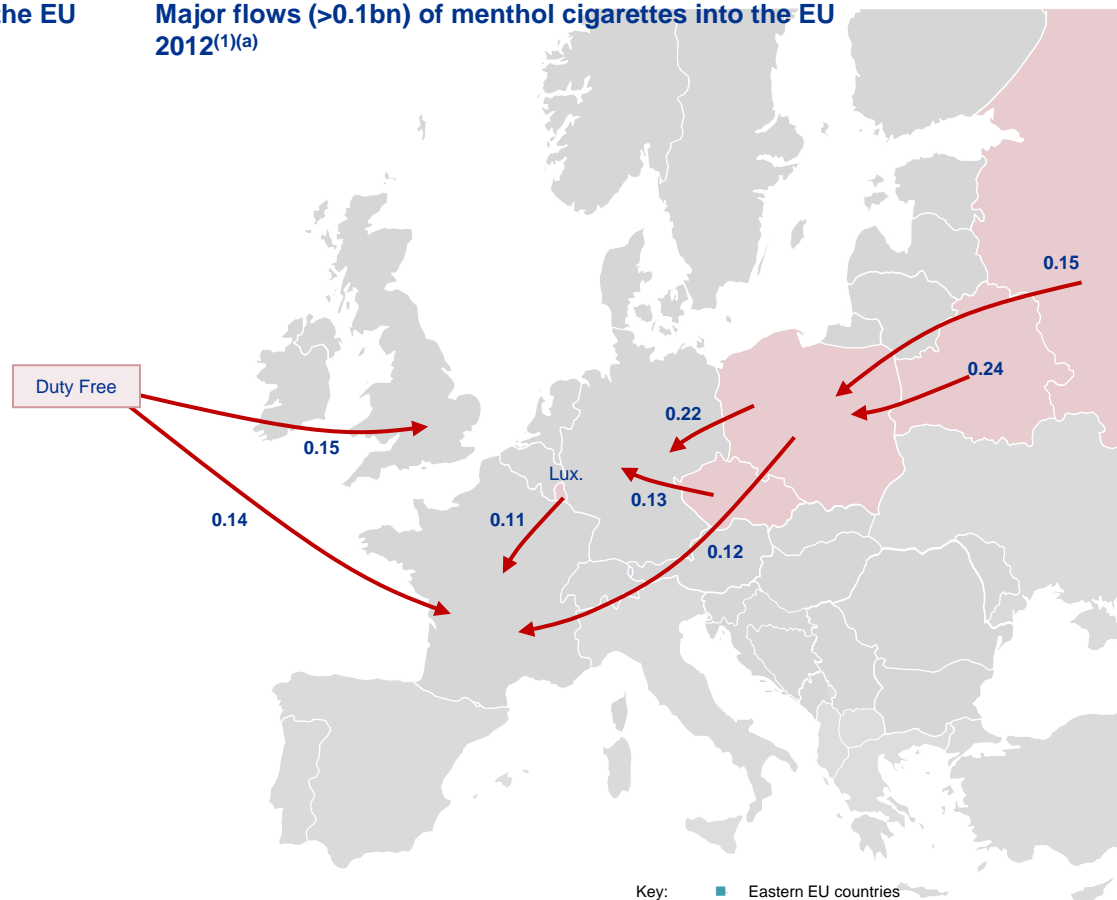 the EU
Major flows (>0.1bn) of menthol cigarettes into the EU
2012(1)(a)
0.15
0.24
Duty Free
0.22
0.15
Lux.
0.13
0.11
0.14
0.12
Key:
Eastern EU countries